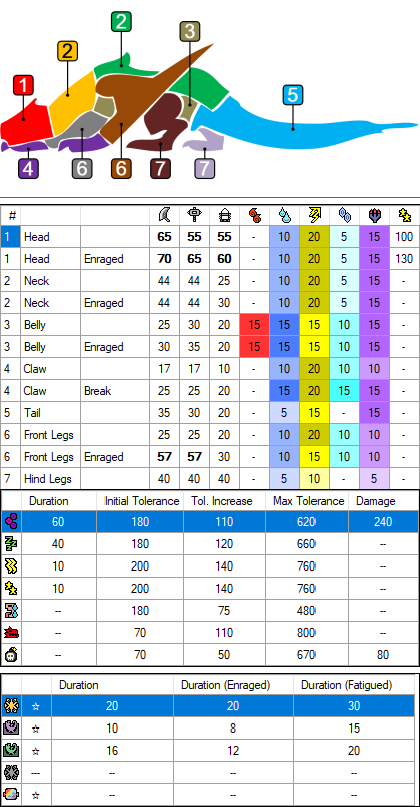 2
3
2
1
5
4
6
6
7
7
#
1 Head 65 55 55 - 10 20 5 15 100
1 Head Enraged 70 65 60 - 10 20 5 15 130
2 Neck 44 44 25 - 10 20 5 15 -
2 Neck Enraged 44 44 30 - 10 20 5 15 -
3 Belly 25 30 20 15 15 15 10 15 -
3 Belly Enraged 30 35 20 15 15 15 10 15 -
4 Claw 17 17 10 - 10 20 10 10 -
4 Claw Break 25 25 20 - 15 20 15 15 -
5 Tail 35 30 20 - 5 15 - 15 -
6 Front Legs 25 25 20 - 10 20 10 10 -
6 Front Legs Enraged 57 57 30 - 10 15 10 10 -
7 Hind Legs 40 40 40 - 5 10 - 5 -
Duration Initial Tolerance Tol. Increase Max Tolerance Damage
60 180 110 620 240
40 180 120 660 --
10 200 140 760 --
10 200 140 760 --
-- 180 75 480 --
-- 70 110 800 --
-- 70 50 670 80
Duration Duration (Enraged) Duration (Fatigued)
☆ 20 20 30
☆ 10 8 15
☆ 16 12 20
--- -- -- --
☆ -- -- --